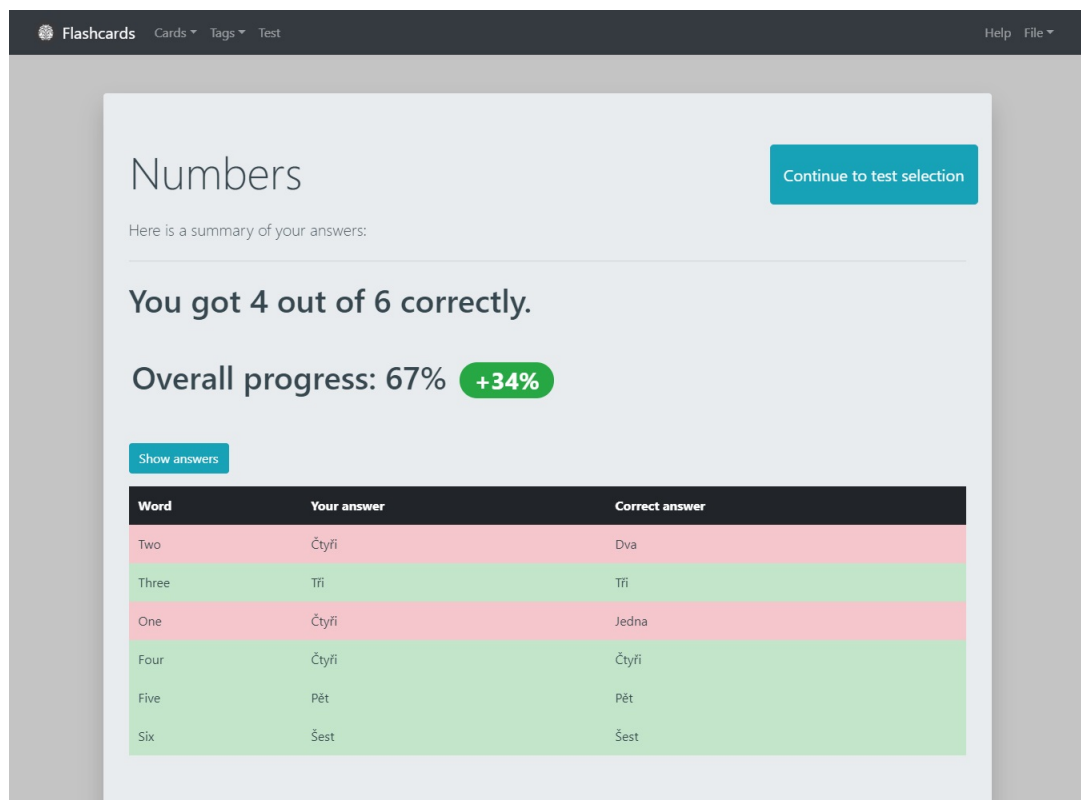 Flashcards Cards Tags Test Help File
Numbers
Continue to test selection
Here is a summary of your answers:
You got 4 out of 6 correctly.
Overall progress: 67% +34%
Show answers
Word Your answer Correct answer
Two Čtyři Dva
Three Tři Tři
One Čtyři Jedna
Four Čtyři Čtyři
Five Pět Pět
Six Šest Šest